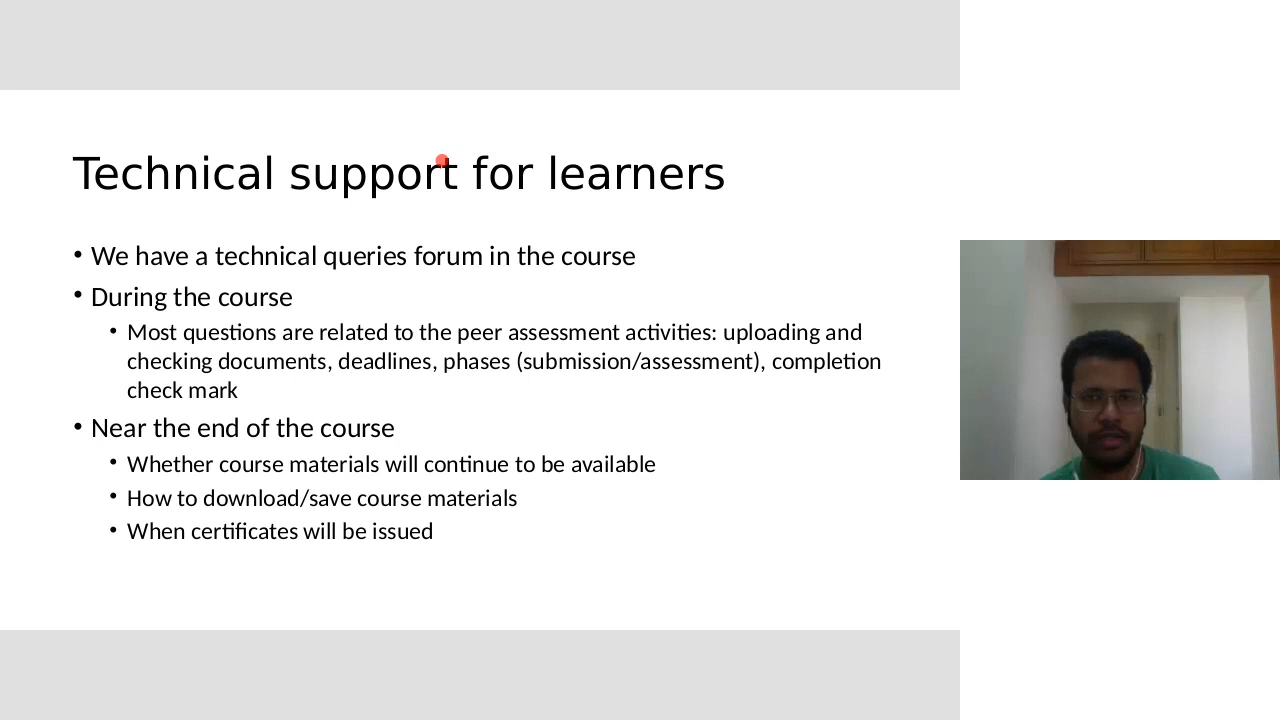 Technical support for learners
• We have a technical queries forum in the course
• During the course
• Most questions are related to the peer assessment activities: uploading and
checking documents, deadlines, phases (submission/assessment), completion
check mark
• Near the end of the course
• Whether course materials will continue to be available
• How to download/save course materials
• When certificates will be issued